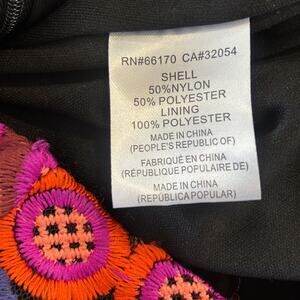 RN#66170 CA#32054
SHELL
50%NYLON
50% POLYESTER
LINING
100% POLYESTER
MADE IN CHINA
(PEOPLE'S REPUBLIC OF)
FABRIQUÉ EN CHINA
(RÉPUBLIQUE POPULAIRE DE)
MADE IN CHINA
(REPÚBLICA POPULAR)